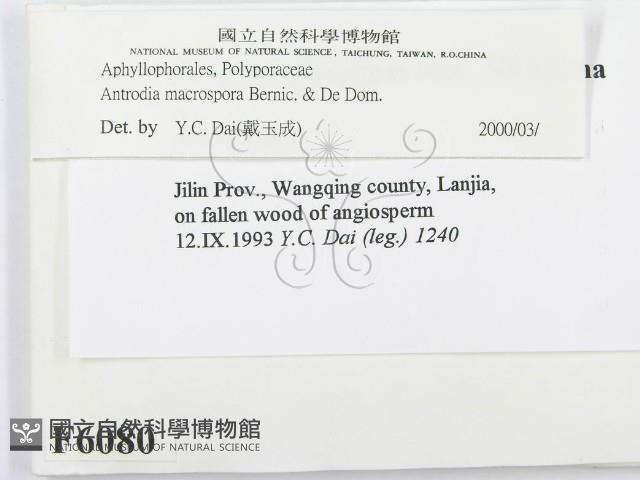 國立自然科學博物館
NATIONAL MUSEUM OF NATURAL SCIENCE, TAICHUNG, TAIWAN, R.O.CHINA
Aphyllophorales, Polyporaceae
Antrodia macrospora Bernic. & De Dom.
Det. by Y.C. Dai(戴玉成) 2000/03/
Jilin Prov., Wangqing county, Lanjia,
on fallen wood of angiosperm
12.IX.1993 Y.C. Dai (leg.) 1240
國立自然科學博物館
NATIONAL MUSEUM OF NATURAL SCIENCE
F6080